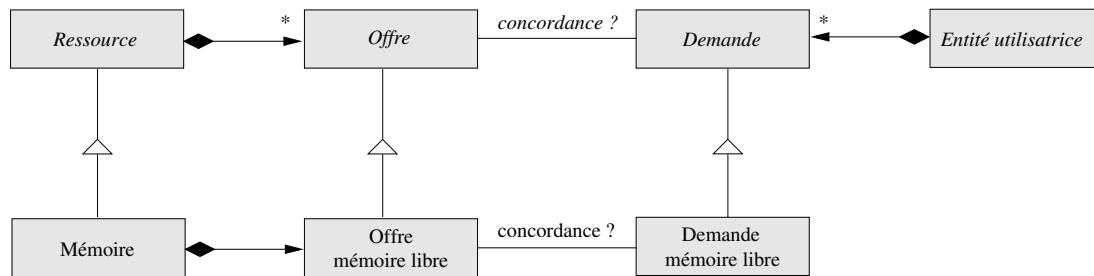 * concordance ? *
Ressource Offre Demande Entité utilisatrice
Mémoire Offre concordance ? Demande
mémoire libre mémoire libre